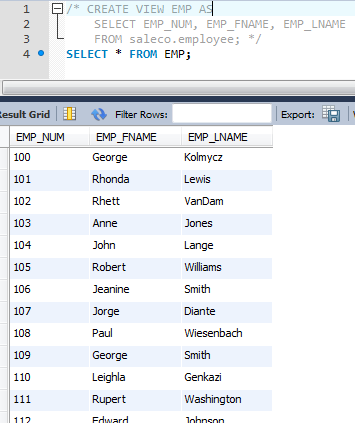 1 /* CREATE VIEW EMP AS
2 SELECT EMP_NUM, EMP_FNAME, EMP_LNAME
3 FROM saleco.employee; */
4 SELECT * FROM EMP;
Result Grid Filter Rows: Export:
EMP_NUM EMP_FNAME EMP_LNAME
100 George Kolmycz
101 Rhonda Lewis
102 Rhett VanDam
103 Anne Jones
104 John Lange
105 Robert Williams
106 Jeanine Smith
107 Jorge Diante
108 Paul Wiesenbach
109 George Smith
110 Leighla Genkazi
111 Rupert Washington
112 Edward Johnson